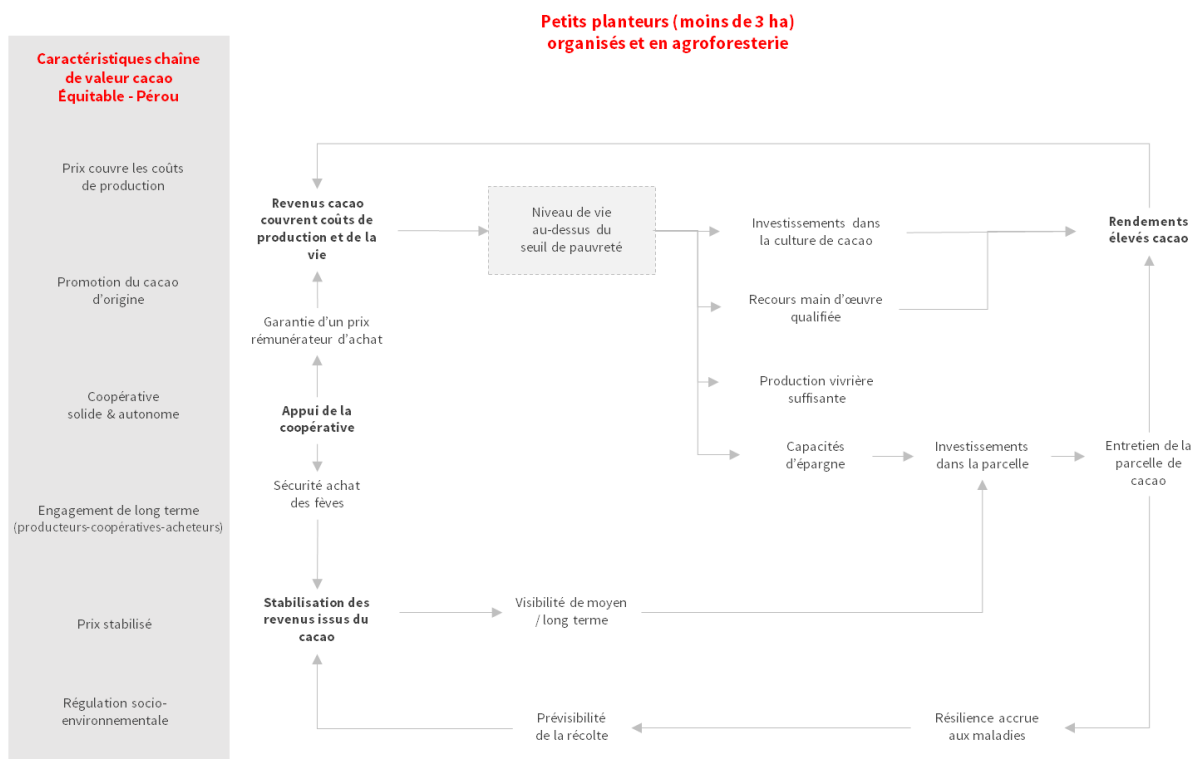 Petits planteurs (moins de 3 ha)
organisés et en agroforesterie
Caractéristiques chaîne
de valeur cacao
Équitable - Pérou
Prix couvre les coûts
de production
Promotion du cacao
d'origine
Coopérative
solide & autonome
Engagement de long terme
(producteurs-coopératives-acheteurs)
Prix stabilisé
Régulation socio-
environnementale
Revenus cacao
couvrent coûts de
production et de la
vie
Niveau de vie
au-dessus du
seuil de pauvreté
Investissements dans
la culture de cacao
Rendements
élevés cacao
Garantie d'un prix
rémunérateur d'achat
Recours main d'œuvre
qualifiée
Appui de la
coopérative
Production vivrière
suffisante
Sécurité achat
des fèves
Capacités
d'épargne
Investissements
dans la parcelle
Entretien de la
parcelle de
cacao
Stabilisation des
revenus issus du
cacao
Visibilité de moyen
/ long terme
Prévisibilité
de la récolte
Résilience accrue
aux maladies